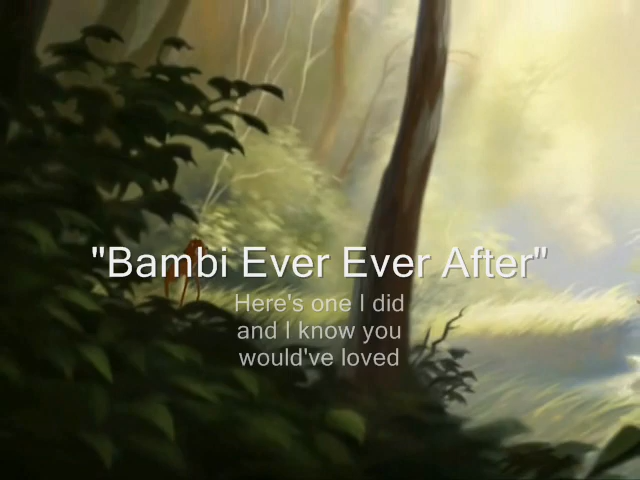 "Bambi Ever Ever After"
Here's one I did
and I know you
would've loved